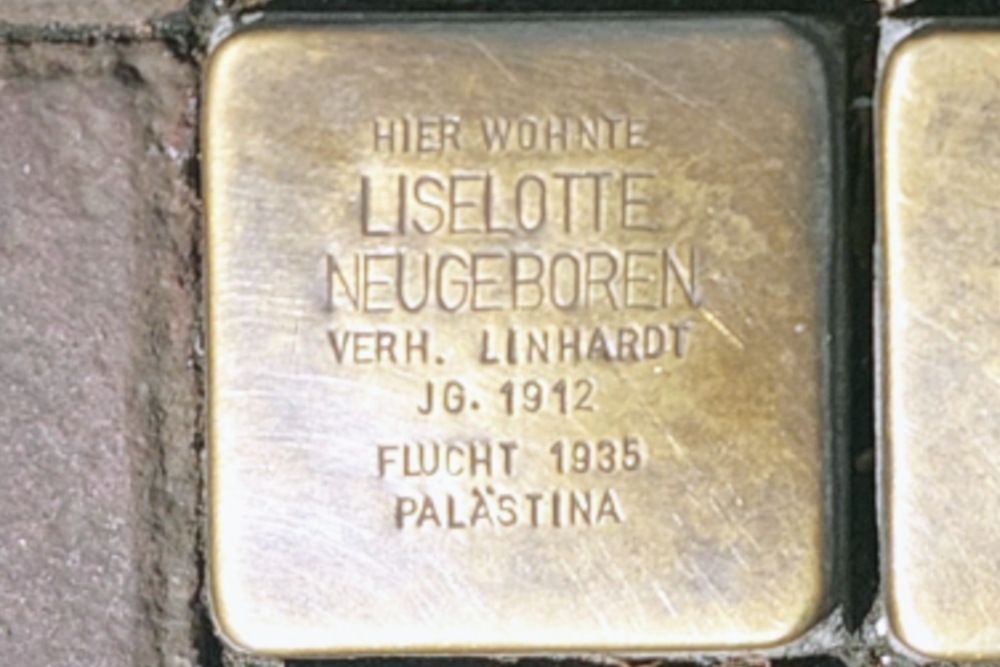 HIER WOHNTE
LISELOTTE
NEUGEBOREN
VERH. LINHARDT
JG. 1912
FLUCHT 1935
PALÄSTINA